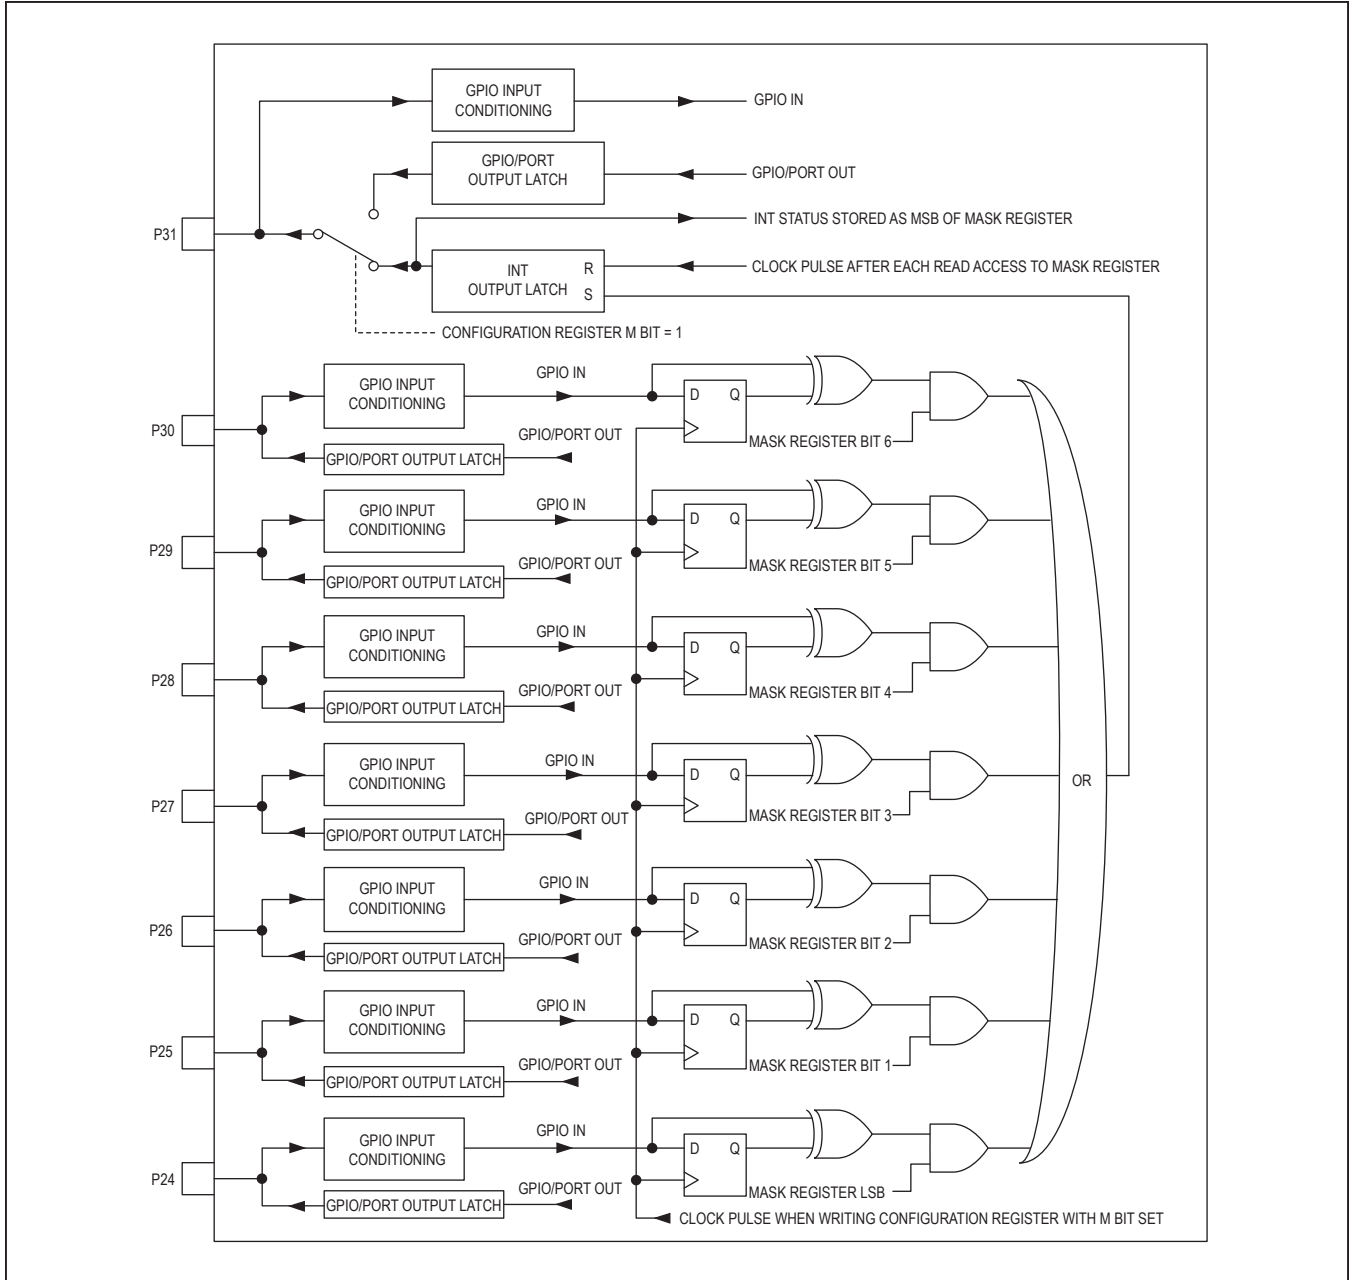 GPIO INPUT
CONDITIONING
GPIO IN
GPIO/PORT
OUTPUT LATCH
GPIO/PORT OUT
INT STATUS STORED AS MSB OF MASK REGISTER
P31
INT
OUTPUT LATCH
R
S
CLOCK PULSE AFTER EACH READ ACCESS TO MASK REGISTER
CONFIGURATION REGISTER M BIT = 1
P30
GPIO INPUT
CONDITIONING
GPIO IN
GPIO/PORT OUT
GPIO/PORT OUTPUT LATCH
D Q
MASK REGISTER BIT 6
P29
GPIO INPUT
CONDITIONING
GPIO IN
GPIO/PORT OUT
GPIO/PORT OUTPUT LATCH
D Q
MASK REGISTER BIT 5
P28
GPIO INPUT
CONDITIONING
GPIO IN
GPIO/PORT OUT
GPIO/PORT OUTPUT LATCH
D Q
MASK REGISTER BIT 4
P27
GPIO INPUT
CONDITIONING
GPIO IN
GPIO/PORT OUT
GPIO/PORT OUTPUT LATCH
D Q
MASK REGISTER BIT 3
OR
P26
GPIO INPUT
CONDITIONING
GPIO IN
GPIO/PORT OUT
GPIO/PORT OUTPUT LATCH
D Q
MASK REGISTER BIT 2
P25
GPIO INPUT
CONDITIONING
GPIO IN
GPIO/PORT OUT
GPIO/PORT OUTPUT LATCH
D Q
MASK REGISTER BIT 1
P24
GPIO INPUT
CONDITIONING
GPIO IN
GPIO/PORT OUT
GPIO/PORT OUTPUT LATCH
D Q
MASK REGISTER LSB
CLOCK PULSE WHEN WRITING CONFIGURATION REGISTER WITH M BIT SET